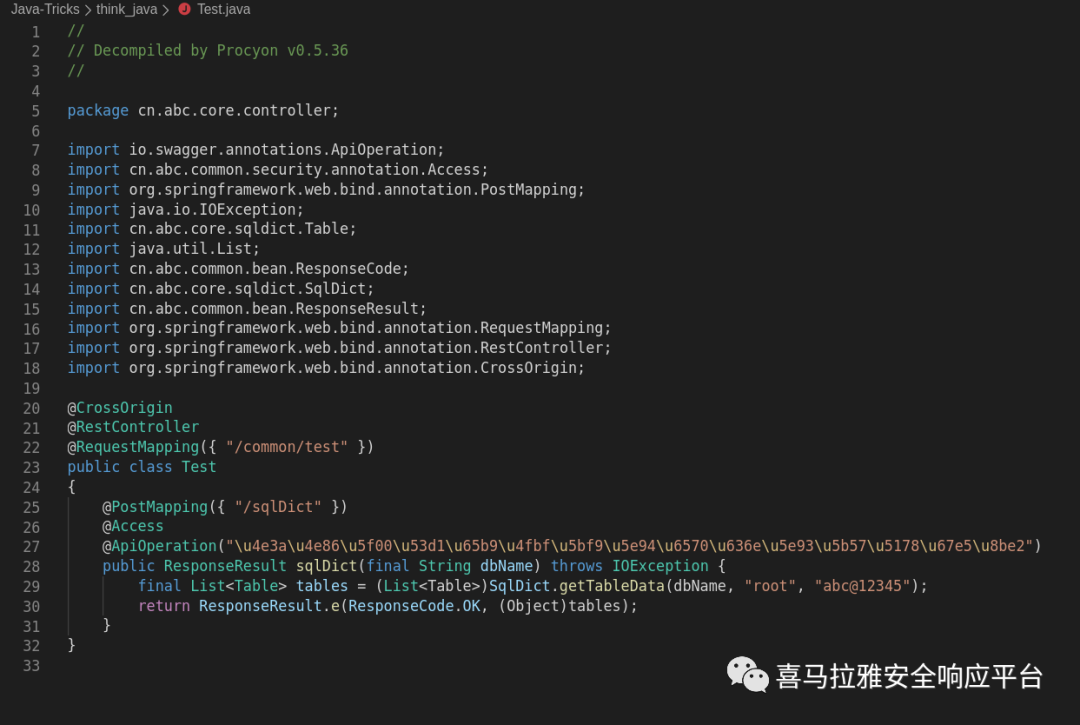 Java-Tricks > think_java > Test.java
1 //
2 // Decompiled by Procyon v0.5.36
3 //
4
5 package cn.abc.core.controller;
6
7 import io.swagger.annotations.ApiOperation;
8 import cn.abc.common.security.annotation.Access;
9 import org.springframework.web.bind.annotation.PostMapping;
10 import java.io.IOException;
11 import cn.abc.core.sqldict.Table;
12 import java.util.List;
13 import cn.abc.common.bean.ResponseCode;
14 import cn.abc.core.sqldict.SqlDict;
15 import cn.abc.common.bean.ResponseResult;
16 import org.springframework.web.bind.annotation.RequestMapping;
17 import org.springframework.web.bind.annotation.RestController;
18 import org.springframework.web.bind.annotation.CrossOrigin;
19
20 @CrossOrigin
21 @RestController
22 @RequestMapping({ "/common/test" })
23 public class Test
24 {
25     @PostMapping({ "/sqlDict" })
26     @Access
27     @ApiOperation("\u4e3a\u4e86\u5f00\u53d1\u65b9\u4fbf\u5bf9\u5e94\u6570\u636e\u5e93\u5b57\u5178\u67e5\u8be2")
28     public ResponseResult sqlDict(final String dbName) throws IOException {
29         final List<Table> tables = (List<Table>)SqlDict.getTableData(dbName, "root", "abc@12345");
30         return ResponseResult.e(ResponseCode.OK, (Object)tables);
31     }
32 }
33
喜马拉雅安全响应平台